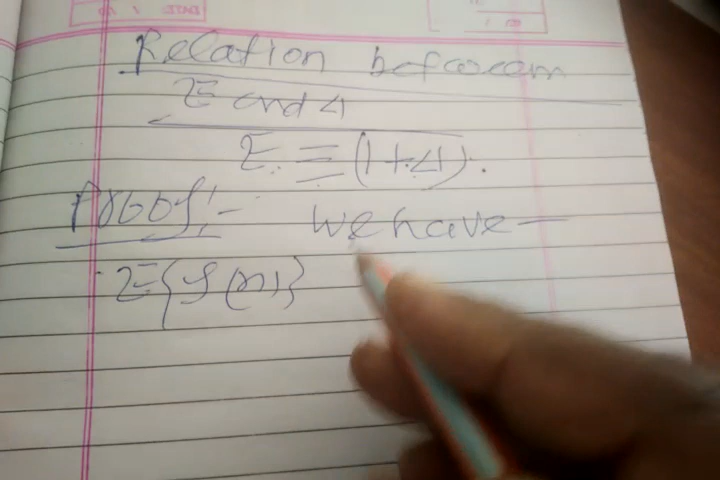 Relation between
E and Δ
E ≡ (1+Δ).
Proof:- We have —
E{f(x)}